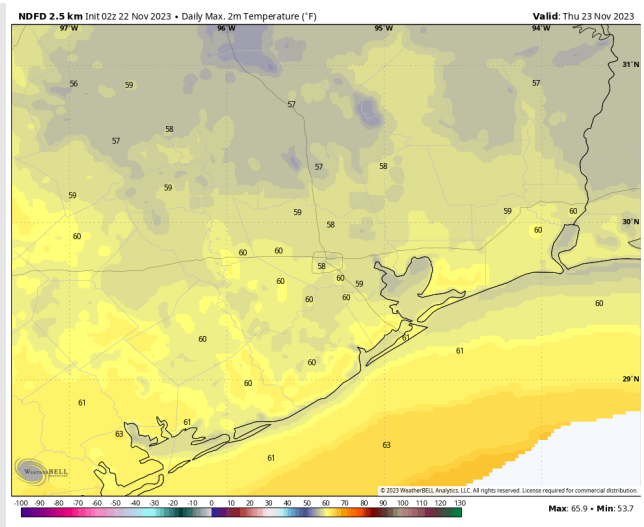 NDFD 2.5 km Init 02z 22 Nov 2023 • Daily Max. 2m Temperature (°F)
Valid: Thu 23 Nov 2023
97°W 96°W 95°W 94°W
31°N
56 59 57
57
58
57
57 58
59 59
59 59 60
30°N
58
60 60
60 60
58
60 60 59
60 60 60
61
60 61
60
29°N
60
61
61
63
63
61
WEATHERBELL
© 2023 WeatherBELL Analytics, LLC. All rights reserved. License required for commercial distribution.
-100 -90 -80 -70 -60 -50 -40 -30 -20 -10 0 10 20 30 40 50 60 70 80 90 100 110 120 130
Max: 65.9 • Min: 53.7